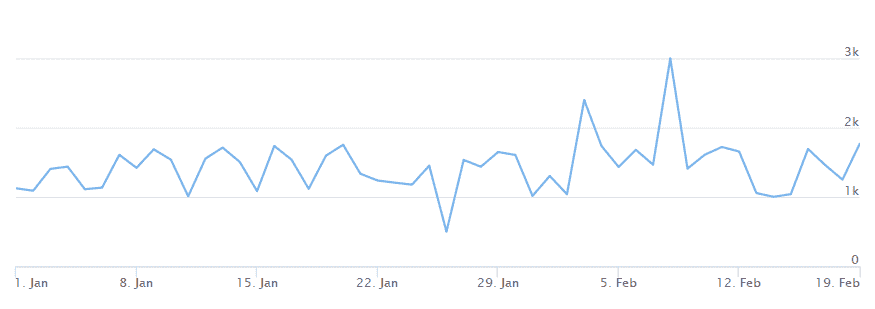 3k
2k
1k
0
1. Jan 8. Jan 15. Jan 22. Jan 29. Jan 5. Feb 12. Feb 19. Feb